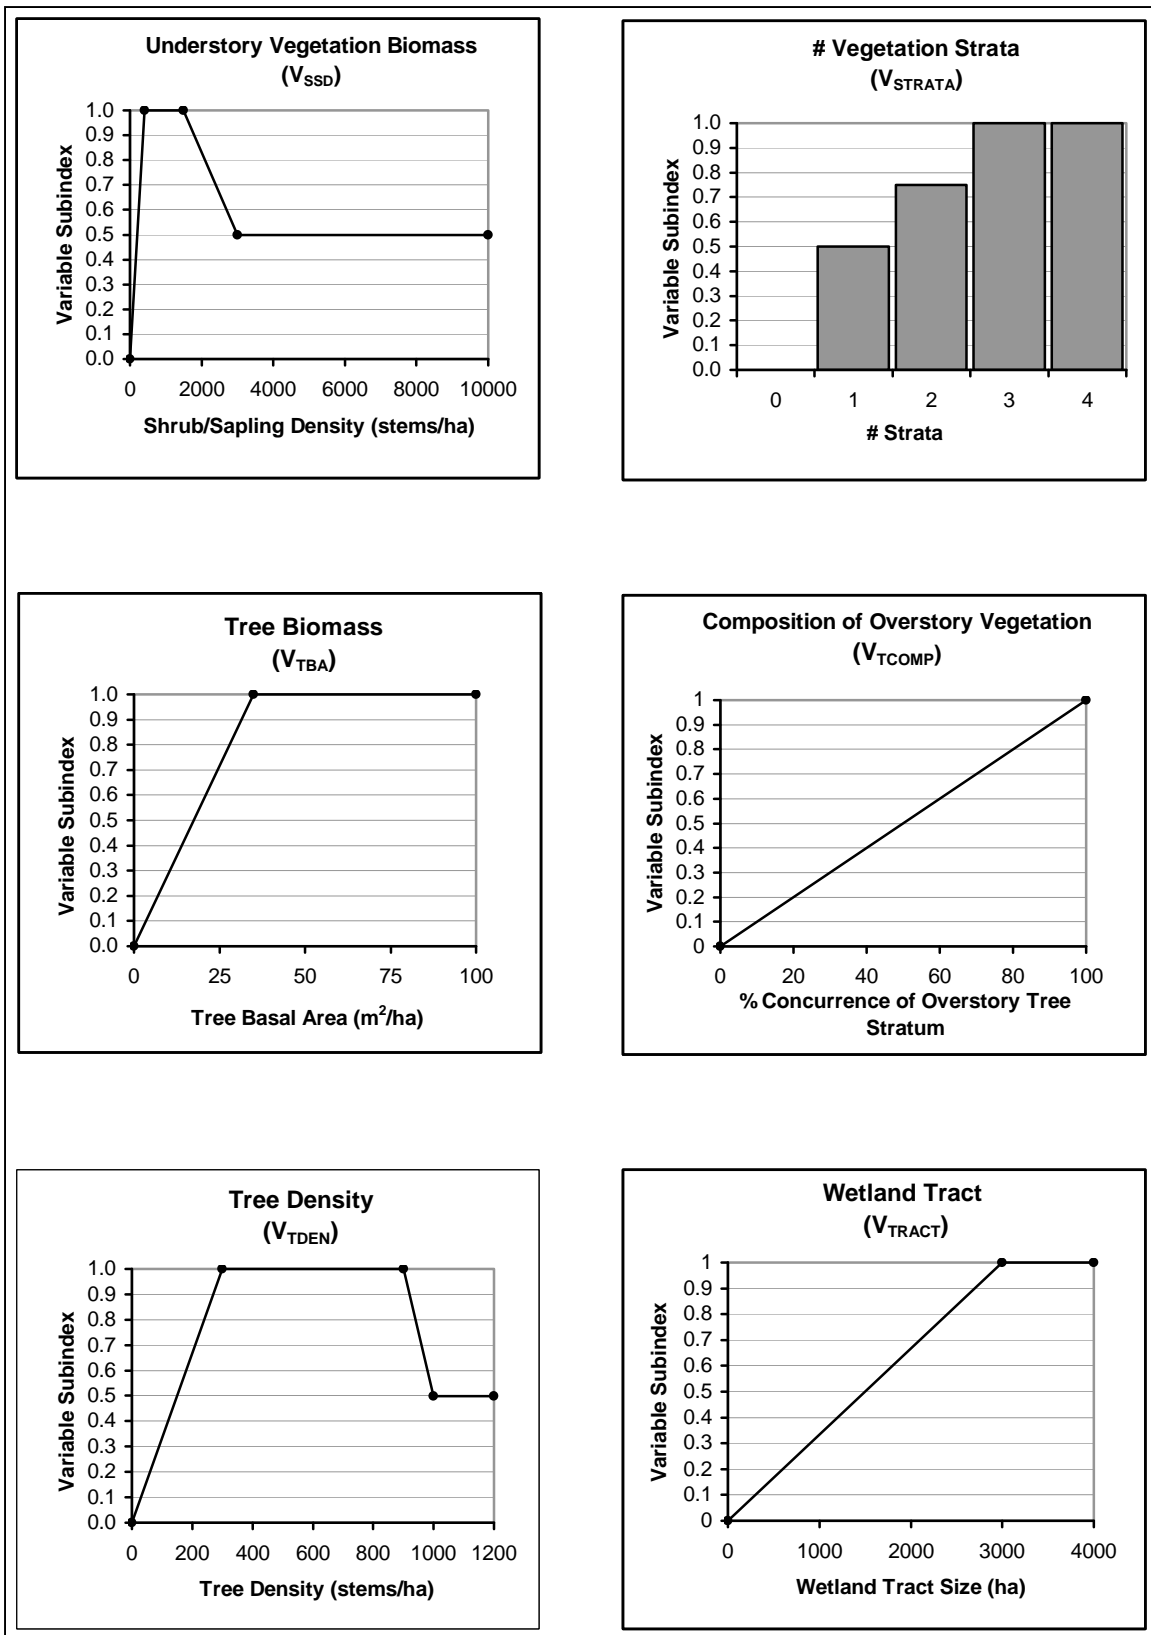 Understory Vegetation Biomass
(VSSD)
1.0
0.9
0.8
0.7
0.6
0.5
0.4
0.3
0.2
0.1
0.0
Variable Subindex
0 2000 4000 6000 8000 10000
Shrub/Sapling Density (stems/ha)
# Vegetation Strata
(VSTRATA)
1.0
0.9
0.8
0.7
0.6
0.5
0.4
0.3
0.2
0.1
0.0
Variable Subindex
0 1 2 3 4
# Strata
Tree Biomass
(VTBA)
1.0
0.9
0.8
0.7
0.6
0.5
0.4
0.3
0.2
0.1
0.0
Variable Subindex
0 25 50 75 100
Tree Basal Area (m2/ha)
Composition of Overstory Vegetation
(VTCOMP)
1
0.9
0.8
0.7
0.6
0.5
0.4
0.3
0.2
0.1
0
Variable Subindex
0 20 40 60 80 100
% Concurrence of Overstory Tree
Stratum
Tree Density
(VTDEN)
1.0
0.9
0.8
0.7
0.6
0.5
0.4
0.3
0.2
0.1
0.0
Variable Subindex
0 200 400 600 800 1000 1200
Tree Density (stems/ha)
Wetland Tract
(VTRACT)
1
0.9
0.8
0.7
0.6
0.5
0.4
0.3
0.2
0.1
0
Variable Subindex
0 1000 2000 3000 4000
Wetland Tract Size (ha)